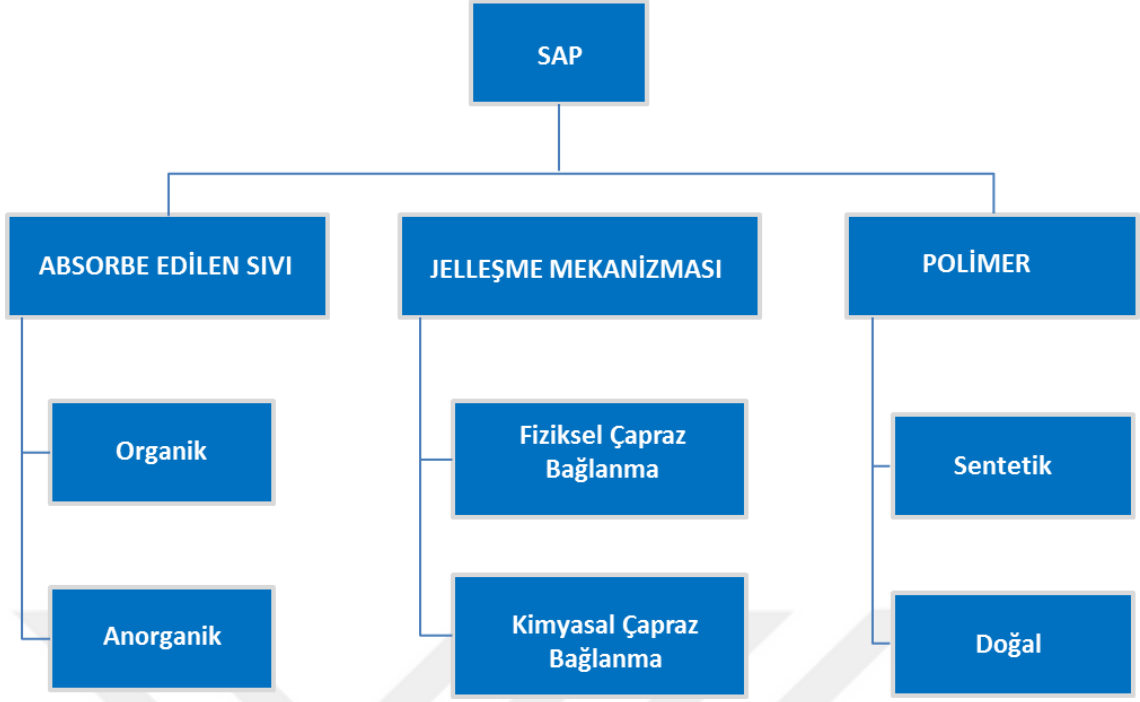 SAP
ABSORBE EDİLEN SIVI
JELLEŞME MEKANİZMASI
POLİMER
Organik
Fiziksel Çapraz
Bağlanma
Sentetik
Anorganik
Kimyasal Çapraz
Bağlanma
Doğal